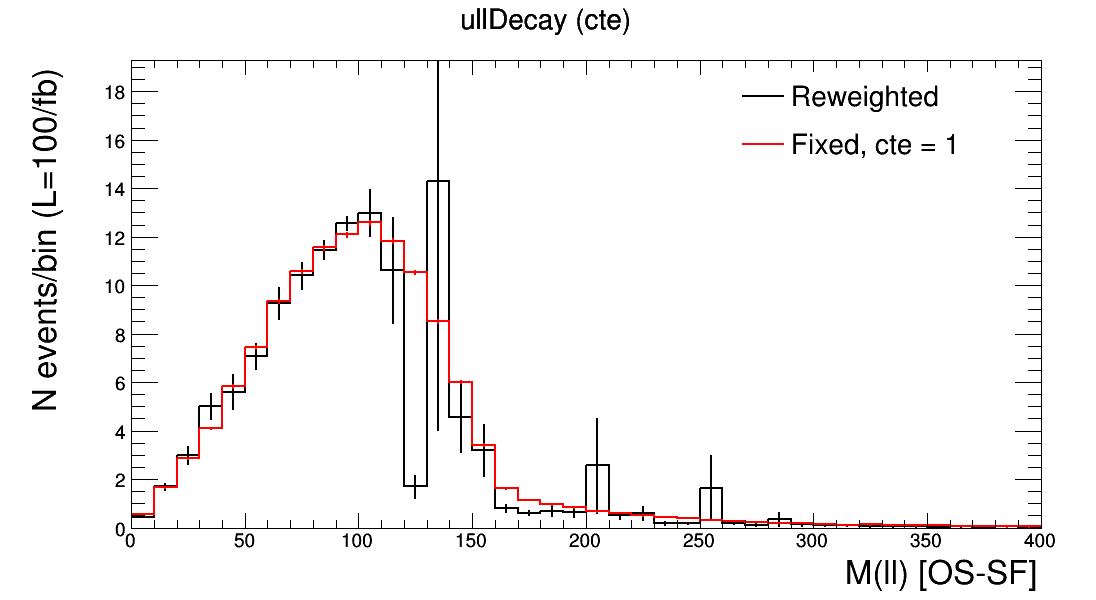 ullDecay (cte)
N events/bin (L=100/fb)
18
16
14
12
10
8
6
4
2
0
Reweighted
Fixed, cte = 1
0 50 100 150 200 250 300 350 400
M(ll) [OS-SF]